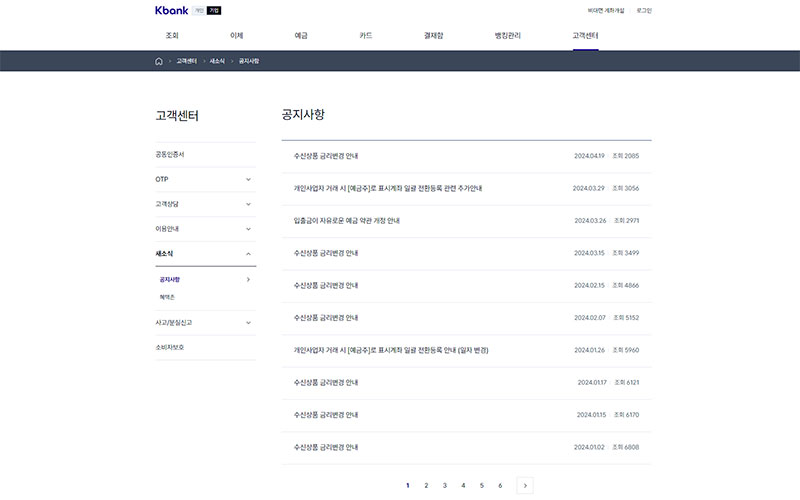 Kbank 개인 기업
비대면 계좌개설 로그인
조회 이체 예금 카드 결재함 뱅킹관리 고객센터
고객센터 새소식 공지사항
고객센터
공동인증서
OTP
고객상담
이용안내
새소식
공지사항
혜택존
사고/분실신고
소비자보호
공지사항
수신상품 금리변경 안내 2024.04.19 조회 2085
개인사업자 거래 시 [예금주]로 표시계좌 일괄 전환등록 관련 추가안내 2024.03.29 조회 3056
입출금이 자유로운 예금 약관 개정 안내 2024.03.26 조회 2971
수신상품 금리변경 안내 2024.03.15 조회 3499
수신상품 금리변경 안내 2024.02.15 조회 4866
수신상품 금리변경 안내 2024.02.07 조회 5152
개인사업자 거래 시 [예금주]로 표시계좌 일괄 전환등록 안내 (일자 변경) 2024.01.26 조회 5960
수신상품 금리변경 안내 2024.01.17 조회 6121
수신상품 금리변경 안내 2024.01.15 조회 6170
수신상품 금리변경 안내 2024.01.02 조회 6808
1 2 3 4 5 6